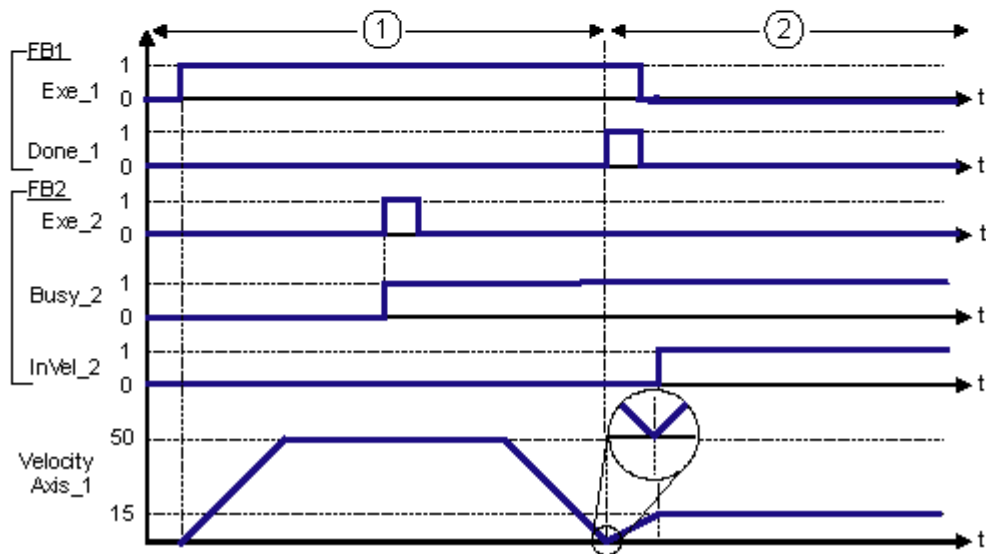 ① ②
FB1
1
Exe_1
0
t
1
Done_1
0
t
FB2
1
Exe_2
0
t
1
Busy_2
0
t
1
InVel_2
0
t
50
Velocity
Axis_1
15
t